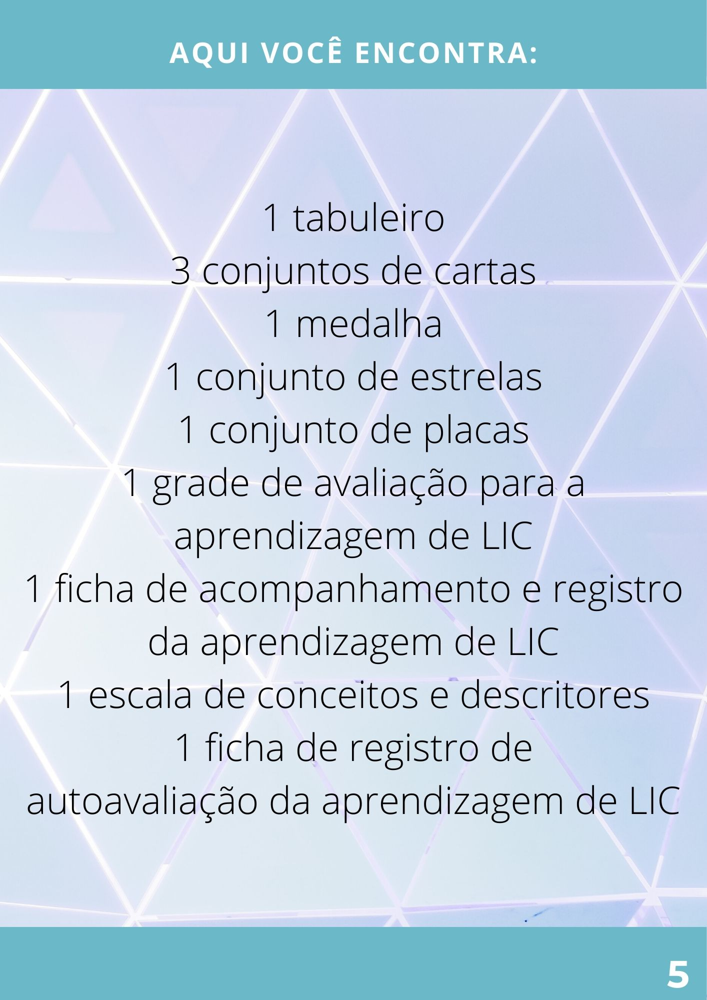 AQUI VOCÊ ENCONTRA:
1 tabuleiro
3 conjuntos de cartas
1 medalha
1 conjunto de estrelas
1 conjunto de placas
1 grade de avaliação para a
aprendizagem de LIC
1 ficha de acompanhamento e registro
da aprendizagem de LIC
1 escala de conceitos e descritores
1 ficha de registro de
autoavaliação da aprendizagem de LIC
5